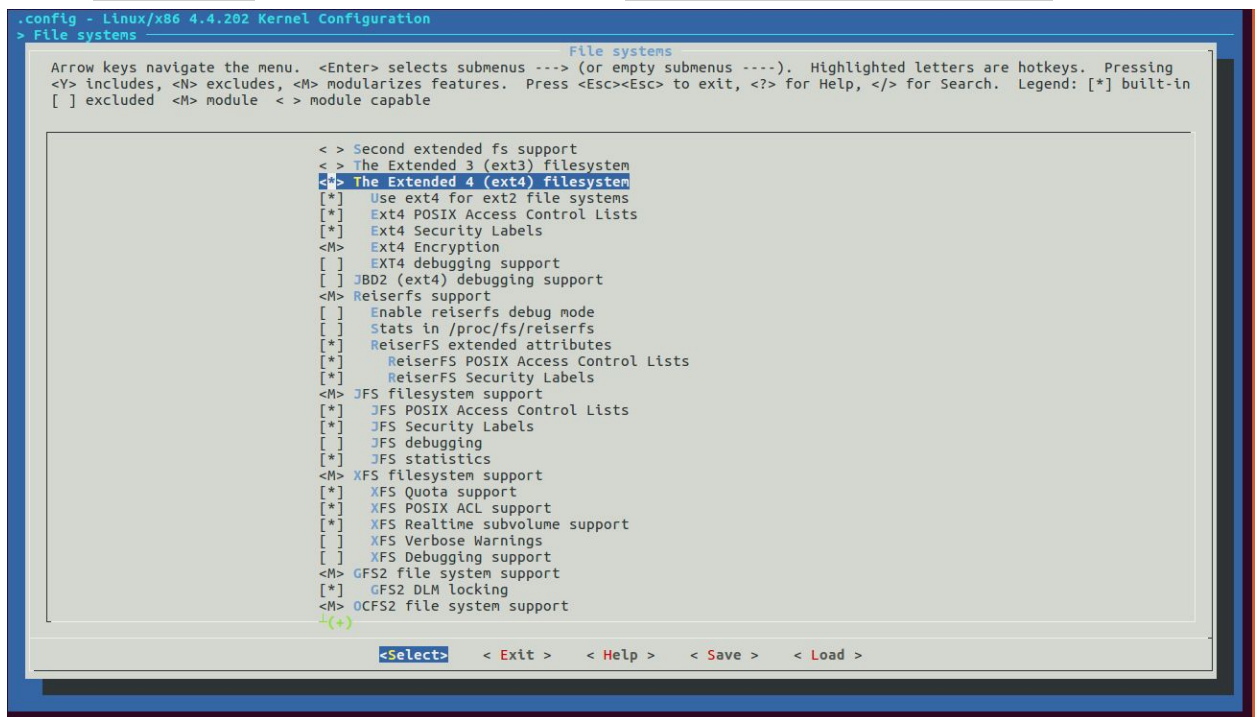 .config - Linux/x86 4.4.202 Kernel Configuration
> File systems
File systems
Arrow keys navigate the menu.  <Enter> selects submenus ---> (or empty submenus ----).  Highlighted letters are hotkeys.  Pressing
<Y> includes, <N> excludes, <M> modularizes features.  Press <Esc><Esc> to exit, <?> for Help, </> for Search.  Legend: [*] built-in
[ ] excluded  <M> module  < > module capable
< > Second extended fs support
< > The Extended 3 (ext3) filesystem
<*> The Extended 4 (ext4) filesystem
[*]   Use ext4 for ext2 file systems
[*]   Ext4 POSIX Access Control Lists
[*]   Ext4 Security Labels
<M>   Ext4 Encryption
[ ]   EXT4 debugging support
[ ] JBD2 (ext4) debugging support
<M> Reiserfs support
[ ]   Enable reiserfs debug mode
[ ]   Stats in /proc/fs/reiserfs
[*]   ReiserFS extended attributes
[*]     ReiserFS POSIX Access Control Lists
[*]     ReiserFS Security Labels
<M> JFS filesystem support
[*]   JFS POSIX Access Control Lists
[*]   JFS Security Labels
[ ]   JFS debugging
[*]   JFS statistics
<M> XFS filesystem support
[*]   XFS Quota support
[*]   XFS POSIX ACL support
[*]   XFS Realtime subvolume support
[ ]   XFS Verbose Warnings
[ ]   XFS Debugging support
<M> GFS2 file system support
[*]   GFS2 DLM locking
<M> OCFS2 file system support
┴(+)
<Select>    < Exit >    < Help >    < Save >    < Load >